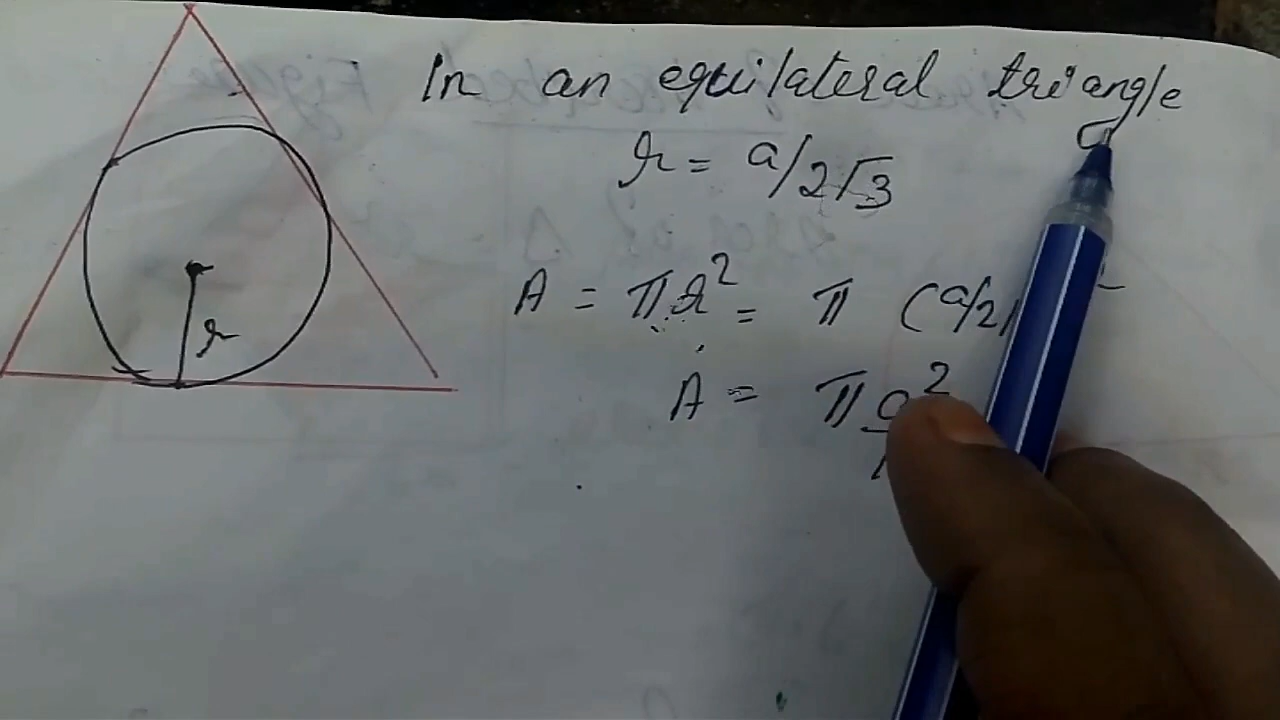 In an equilateral triangle
r = a/2√3
A = πr² = π (a/2
A = πa²
r